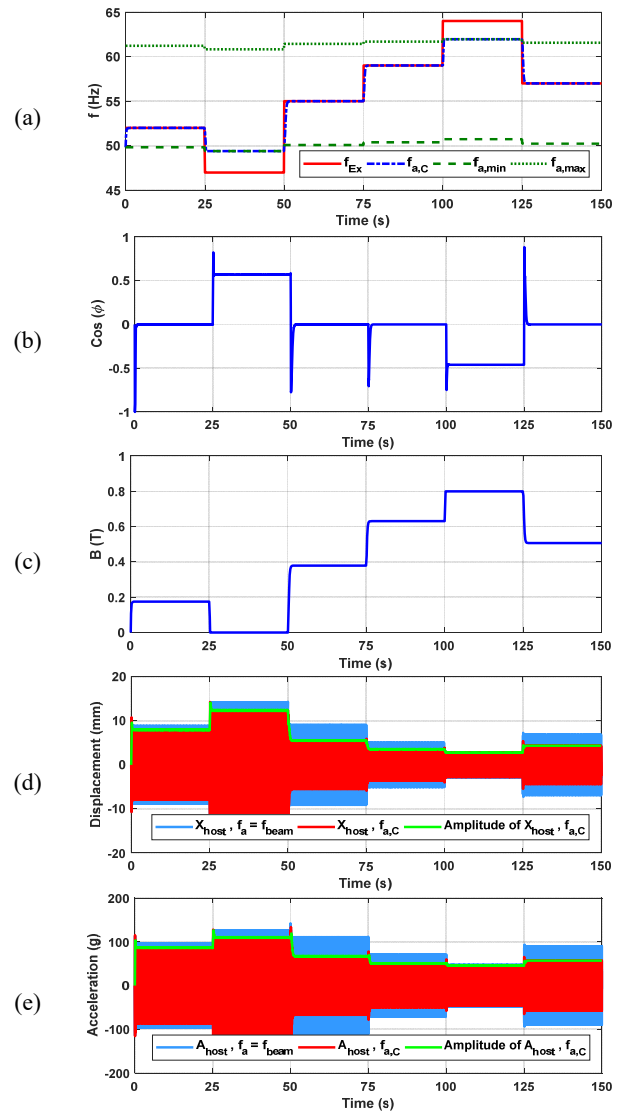 (a)
f (Hz)
65
60
55
50
45
f_Ex f_a,C f_a,min f_a,max
0 25 50 75 100 125 150
Time (s)
(b)
Cos (ϕ)
1
0.5
0
-0.5
-1
0 25 50 75 100 125 150
Time (s)
(c)
B (T)
1
0.8
0.6
0.4
0.2
0
0 25 50 75 100 125 150
Time (s)
(d)
Displacement (mm)
20
10
0
-10
-20
X_host , f_a = f_beam X_host , f_a,C Amplitude of X_host , f_a,C
0 25 50 75 100 125 150
Time (s)
(e)
Acceleration (g)
200
100
0
-100
-200
A_host , f_a = f_beam A_host , f_a,C Amplitude of A_host , f_a,C
0 25 50 75 100 125 150
Time (s)